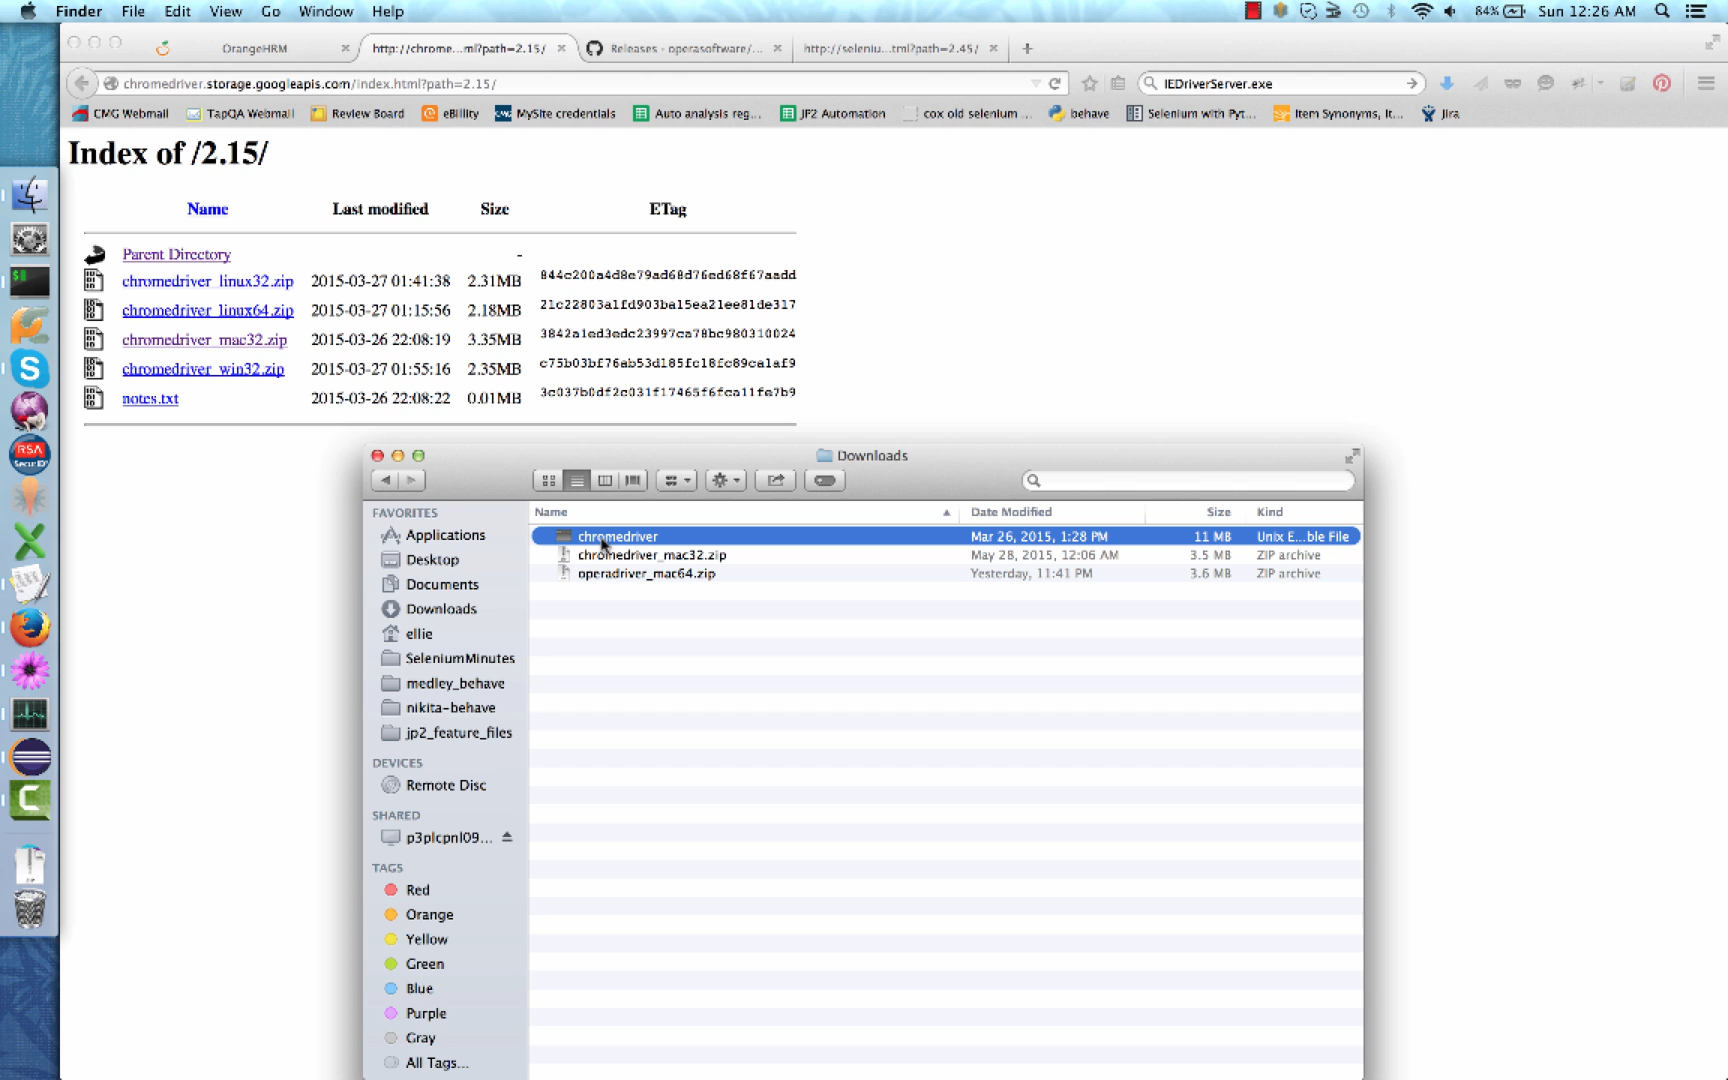 Finder File Edit View Go Window Help 84% Sun 12:26 AM
OrangeHRM × http://chrome...ml?path=2.15/ × Releases · operasoftware/... × http://seleniu...tml?path=2.45/ × +
chromedriver.storage.googleapis.com/index.html?path=2.15/ IEDriverServer.exe
CMG Webmail TapQA Webmail Review Board eBillity MySite credentials Auto analysis reg... JP2 Automation cox old selenium ... behave Selenium with Pyt... Item Synonyms, It... Jira
Index of /2.15/
Name Last modified Size ETag
Parent Directory -
chromedriver_linux32.zip 2015-03-27 01:41:38 2.31MB 844c200a4d8e79ad68d76ed68f67aadd
chromedriver_linux64.zip 2015-03-27 01:15:56 2.18MB 21c22803a1fd903ba15ea21ee81de317
chromedriver_mac32.zip 2015-03-26 22:08:19 3.35MB 3842a1ed3edc23997ca78bc980310024
chromedriver_win32.zip 2015-03-27 01:55:16 2.35MB c75b03bf76ab53d185fc18fc89ca1af9
notes.txt 2015-03-26 22:08:22 0.01MB 3c037b0df2c031f17465f6fca11fe7b9
Downloads
FAVORITES
Applications
Desktop
Documents
Downloads
ellie
SeleniumMinutes
medley_behave
nikita-behave
jp2_feature_files
DEVICES
Remote Disc
SHARED
p3plcpnl09...
TAGS
Red
Orange
Yellow
Green
Blue
Purple
Gray
All Tags...
Name Date Modified Size Kind
chromedriver Mar 26, 2015, 1:28 PM 11 MB Unix E...ble File
chromedriver_mac32.zip May 28, 2015, 12:06 AM 3.5 MB ZIP archive
operadriver_mac64.zip Yesterday, 11:41 PM 3.6 MB ZIP archive
RSA
SecurID